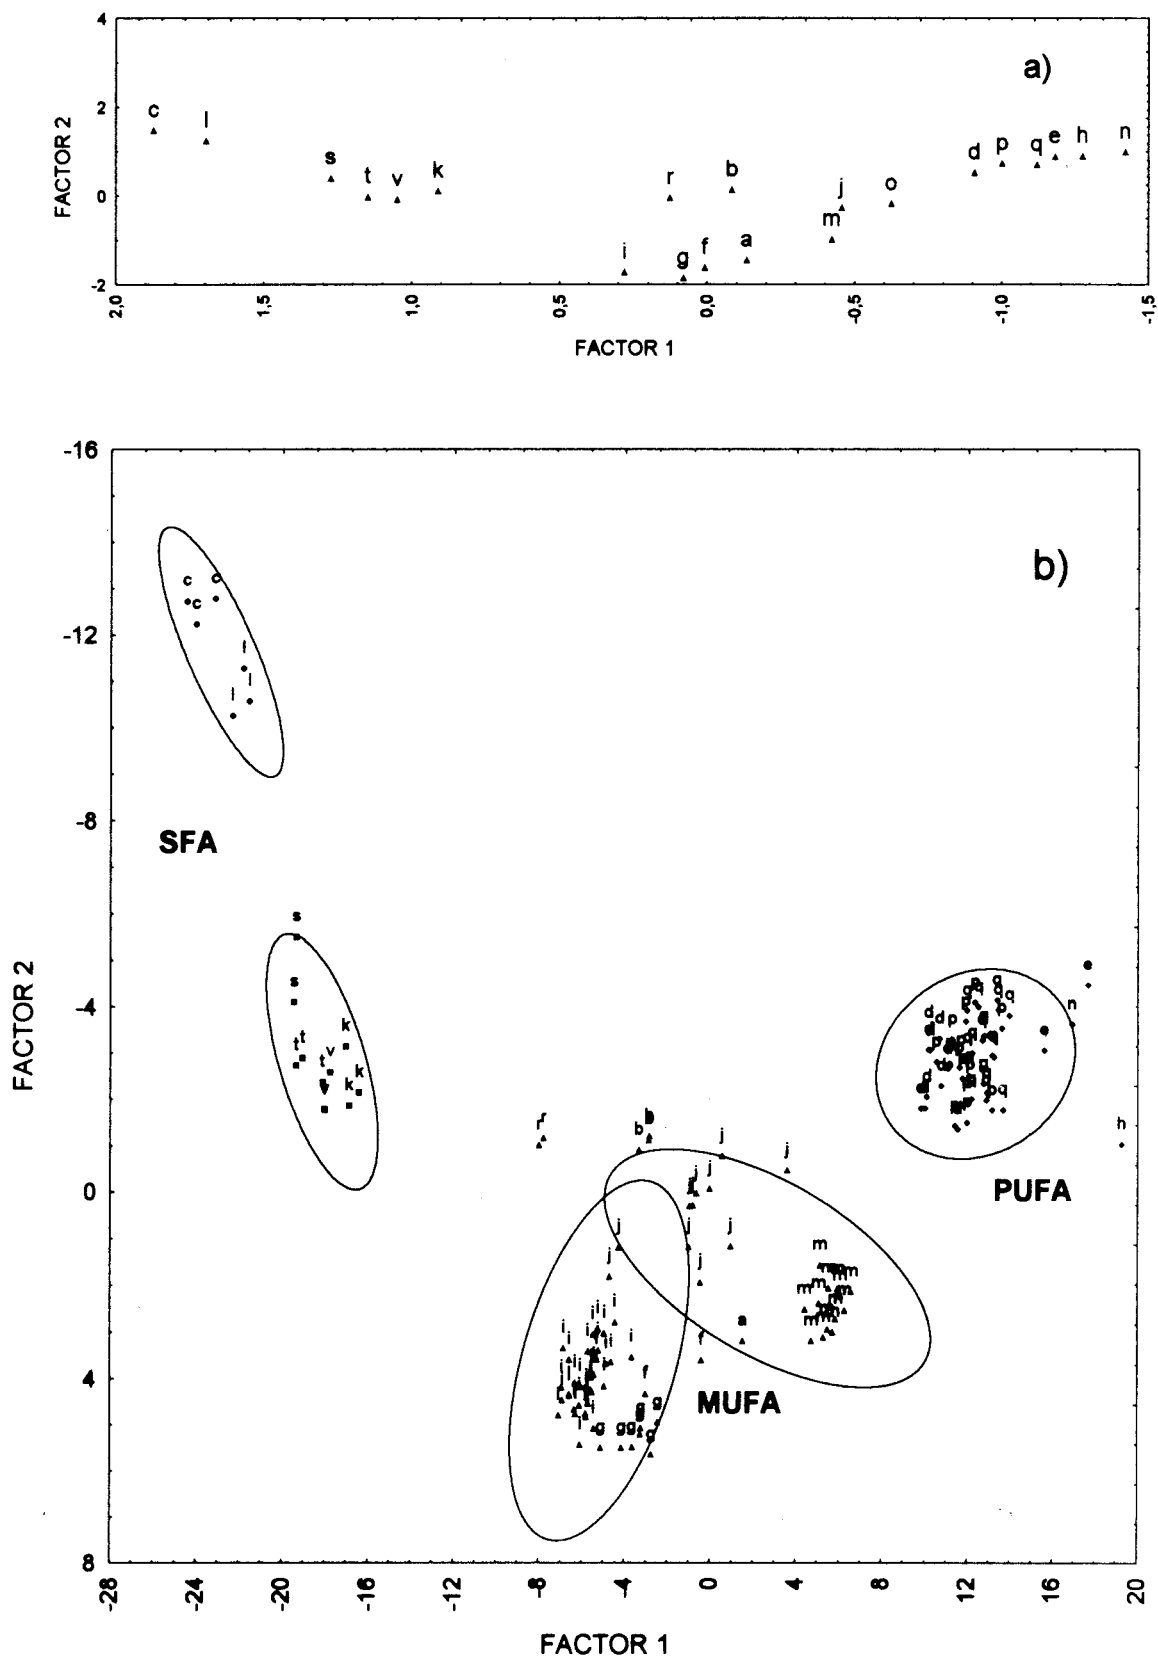 4
a)
c
l
2
s
t
v
k
r
b
j
o
d
p
q
e
h
n
FACTOR 2
0
i
g
f
a
m
-2
2,0
1,5
1,0
0,5
0,0
-0,5
-1,0
-1,5
FACTOR 1
-16
b)
c c
c
-12
l
l
l
-8
SFA
s
s
-4
k
t t
t v
k k
FACTOR 2
e
n
e
h
r r
b b
j j
0
PUFA
j
j j j
j j
m
a
i
f
4
MUFA
g g g
g
8
-28
-24
-20
-16
-12
-8
-4
0
4
8
12
16
20
FACTOR 1